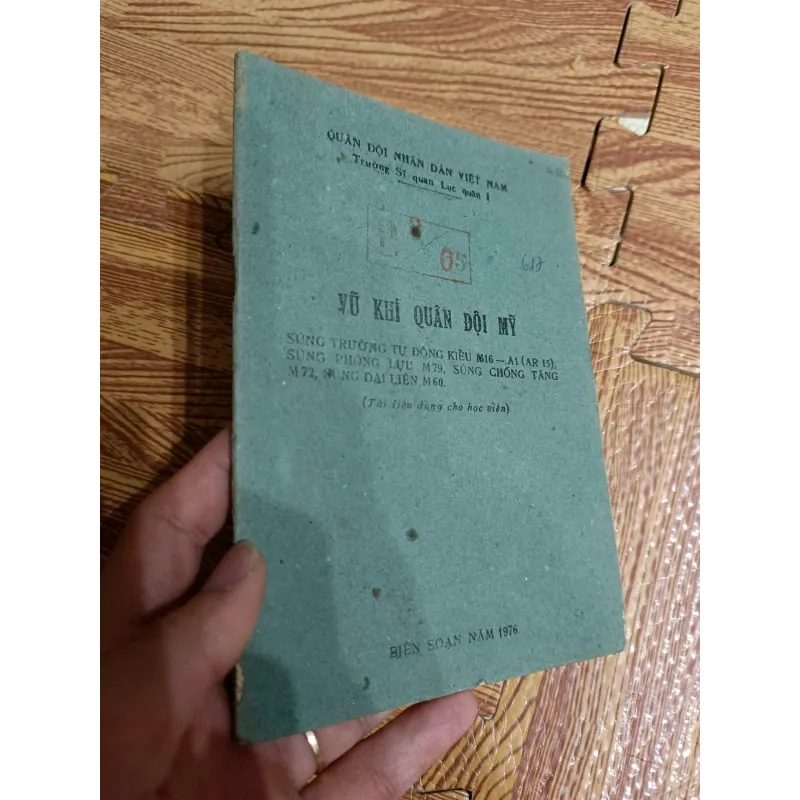 QUÂN ĐỘI NHÂN DÂN VIỆT NAM
Trường Sĩ quan Lục quân 1
05
612
VŨ KHÍ QUÂN ĐỘI MỸ
SÚNG TRƯỜNG TỰ ĐỘNG KIỂU M16 — A1 (AR 15),
SÚNG PHÓNG LỰU M79, SÚNG CHỐNG TĂNG
M72, SÚNG ĐẠI LIÊN M60.
(Tài liệu dùng cho học viên)
BIÊN SOẠN NĂM 1976